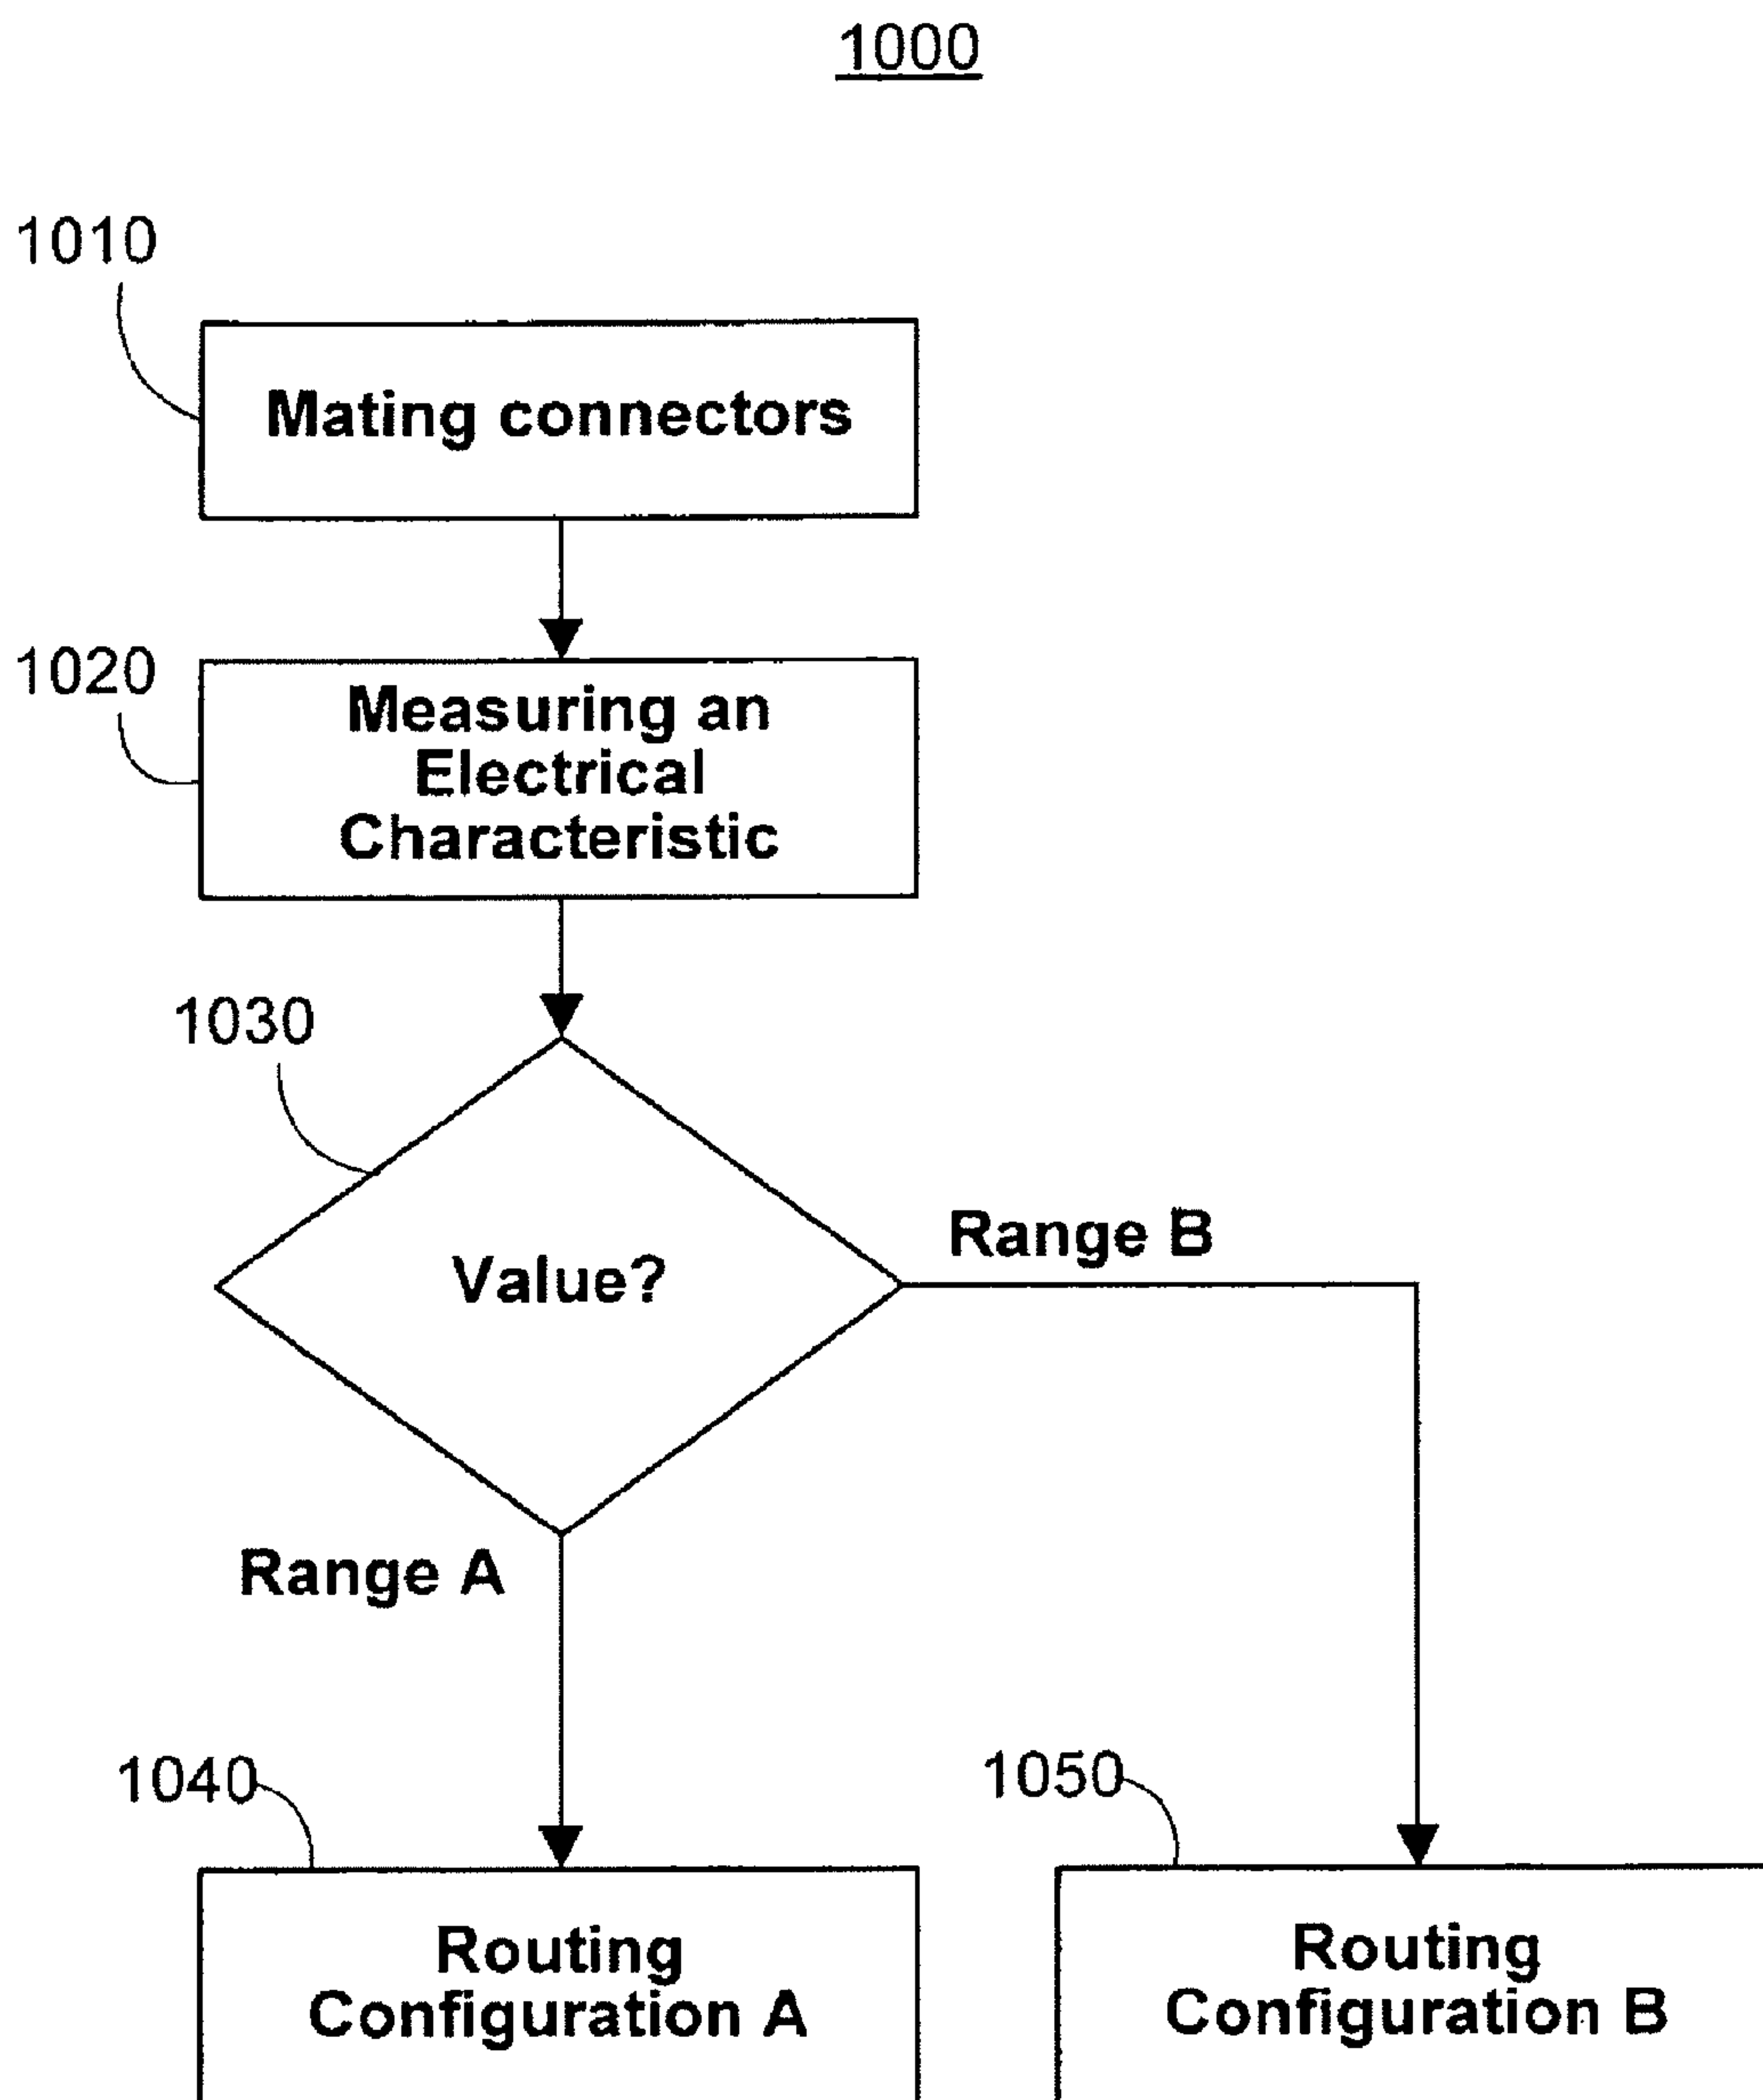 1000
1010
Mating connectors
1020
Measuring an
Electrical
Characteristic
1030
Value?
Range B
Range A
1040
Routing
Configuration A
1050
Routing
Configuration B